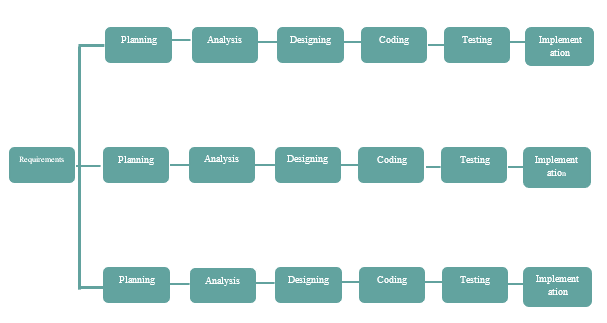 Planning Analysis Designing Coding Testing Implement
ation
Requirements Planning Analysis Designing Coding Testing Implement
ation
Planning Analysis Designing Coding Testing Implement
ation